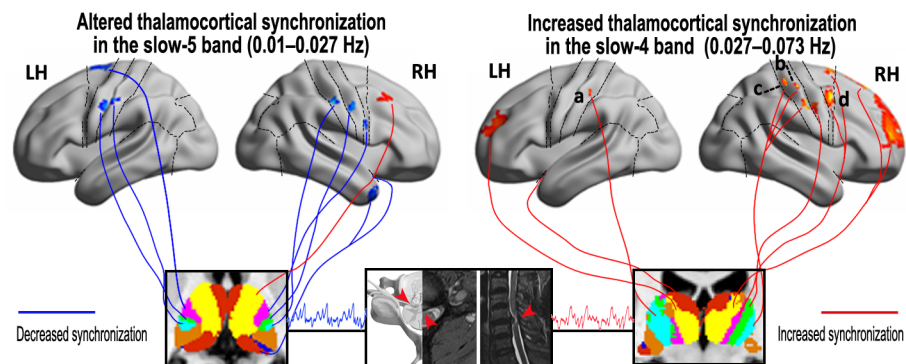 Altered thalamocortical synchronization
in the slow-5 band (0.01–0.027 Hz)
LH
RH
Decreased synchronization
Increased thalamocortical synchronization
in the slow-4 band (0.027–0.073 Hz)
LH
RH
a
b
c
d
Increased synchronization